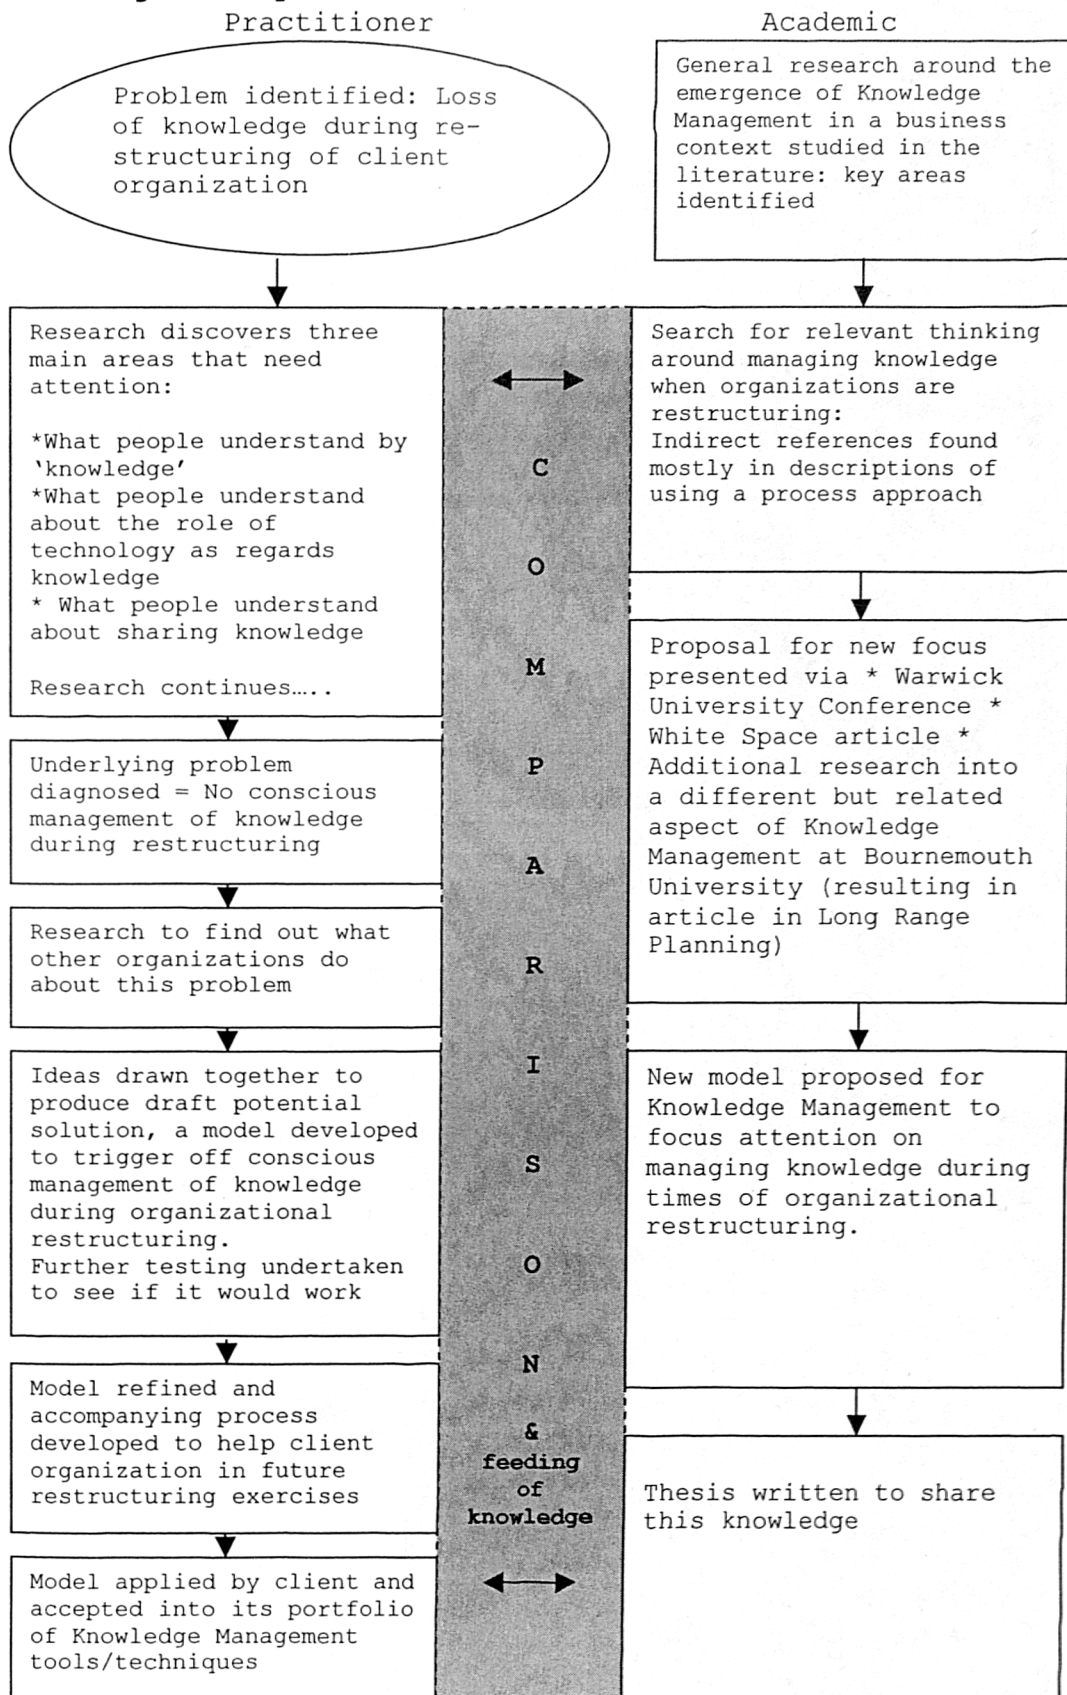 Practitioner
Academic
Problem identified: Loss
of knowledge during re-
structuring of client
organization
General research around the
emergence of Knowledge
Management in a business
context studied in the
literature: key areas
identified
Research discovers three
main areas that need
attention:
*What people understand by
‘knowledge’
*What people understand
about the role of
technology as regards
knowledge
* What people understand
about sharing knowledge
Research continues…..
Underlying problem
diagnosed = No conscious
management of knowledge
during restructuring
Research to find out what
other organizations do
about this problem
Ideas drawn together to
produce draft potential
solution, a model developed
to trigger off conscious
management of knowledge
during organizational
restructuring.
Further testing undertaken
to see if it would work
Model refined and
accompanying process
developed to help client
organization in future
restructuring exercises
Model applied by client and
accepted into its portfolio
of Knowledge Management
tools/techniques
C
O
M
P
A
R
I
S
O
N
&
feeding
of
knowledge
Search for relevant thinking
around managing knowledge
when organizations are
restructuring:
Indirect references found
mostly in descriptions of
using a process approach
Proposal for new focus
presented via * Warwick
University Conference *
White Space article *
Additional research into
a different but related
aspect of Knowledge
Management at Bournemouth
University (resulting in
article in Long Range
Planning)
New model proposed for
Knowledge Management to
focus attention on
managing knowledge during
times of organizational
restructuring.
Thesis written to share
this knowledge